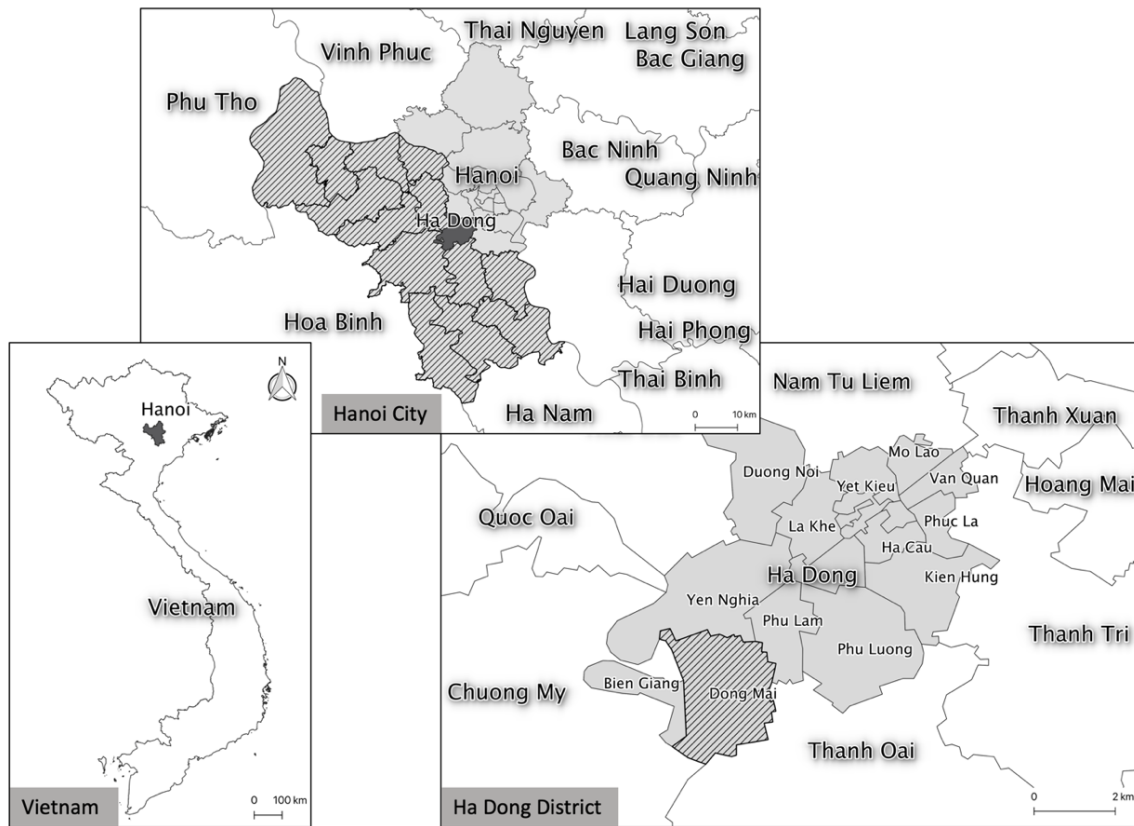 Thai Nguyen
Lang Son
Vinh Phuc
Bac Giang
Phu Tho
Bac Ninh
Hanoi
Quang Ninh
Ha Dong
Hai Duong
Hoa Binh
Hai Phong
Thai Binh
Ha Nam
Hanoi City
0 10 km
N
Hanoi
Vietnam
Vietnam
0 100 km
Nam Tu Liem
Thanh Xuan
Mo Lao
Duong Noi
Yet Kieu
Van Quan
Hoang Mai
Quoc Oai
La Khe
Phuc La
Ha Cau
Ha Dong
Kien Hung
Yen Nghia
Phu Lam
Thanh Tri
Phu Luong
Bien Giang
Chuong My
Dong Mai
Thanh Oai
Ha Dong District
0 2 km